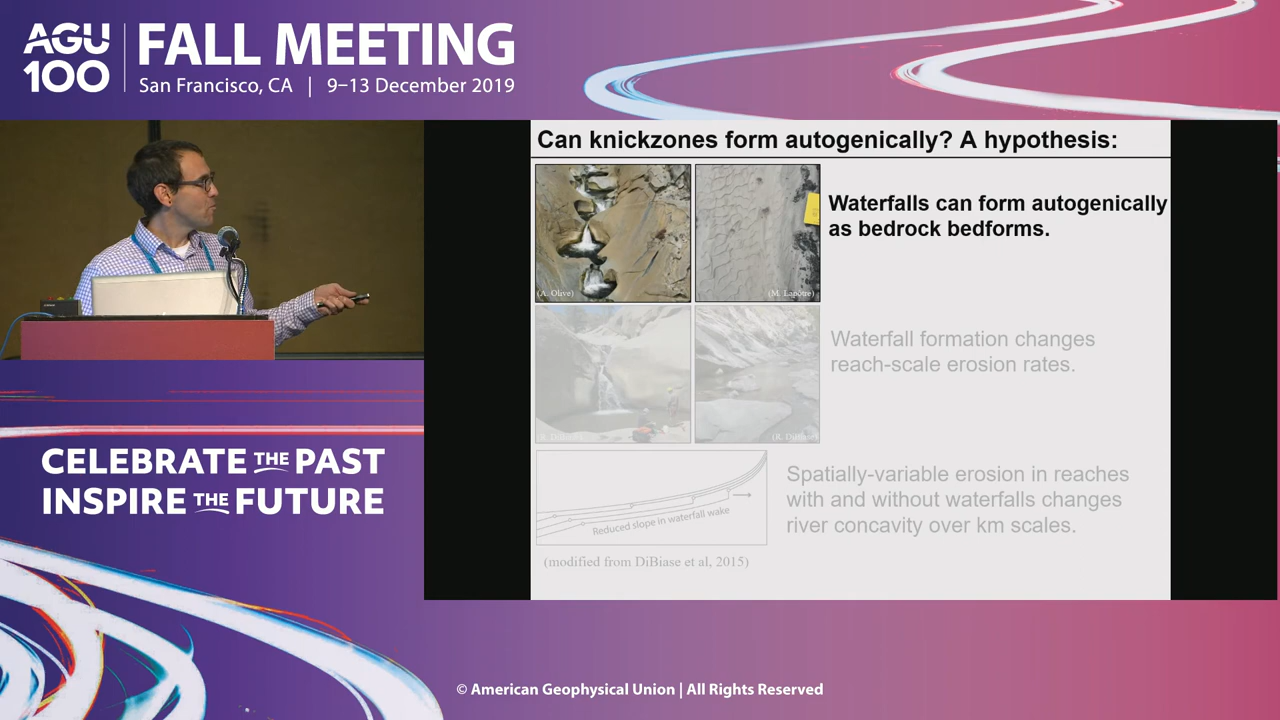 AGU
100
FALL MEETING
San Francisco, CA | 9–13 December 2019
Can knickzones form autogenically? A hypothesis:
(A. Olive)
(M. Lapotre)
Waterfalls can form autogenically
as bedrock bedforms.
Waterfall formation changes
reach-scale erosion rates.
(R. DiBiase)
(R. DiBiase)
Reduced slope in waterfall wake
Spatially-variable erosion in reaches
with and without waterfalls changes
river concavity over km scales.
(modified from DiBiase et al, 2015)
CELEBRATE THE PAST
INSPIRE THE FUTURE
© American Geophysical Union | All Rights Reserved